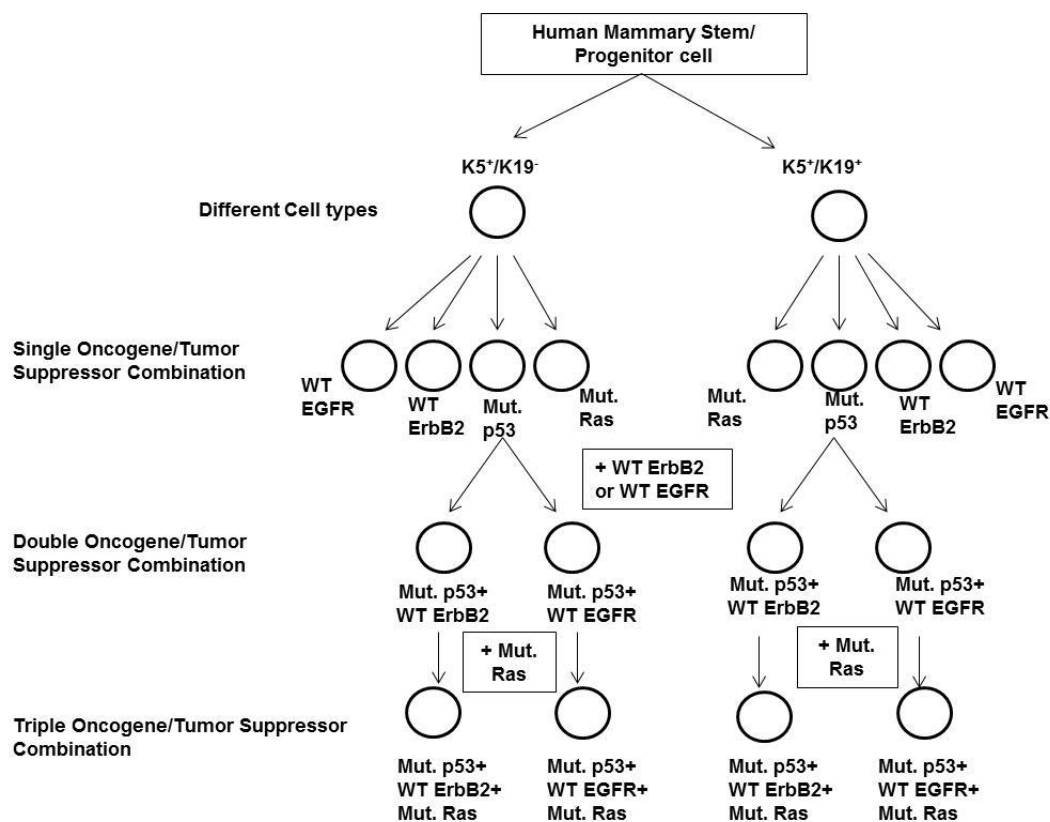 Human Mammary Stem/
Progenitor cell
K5⁺/K19⁻
K5⁺/K19⁺
Different Cell types
Single Oncogene/Tumor
Suppressor Combination
WT
EGFR
WT
ErbB2
Mut.
p53
Mut.
Ras
Mut.
Ras
Mut.
p53
WT
ErbB2
WT
EGFR
+ WT ErbB2
or WT EGFR
Double Oncogene/Tumor
Suppressor Combination
Mut. p53+
WT ErbB2
Mut. p53+
WT EGFR
Mut. p53+
WT ErbB2
Mut. p53+
WT EGFR
+ Mut.
Ras
+ Mut.
Ras
Triple Oncogene/Tumor Suppressor
Combination
Mut. p53+
WT ErbB2+
Mut. Ras
Mut. p53+
WT EGFR+
Mut. Ras
Mut. p53+
WT ErbB2+
Mut. Ras
Mut. p53+
WT EGFR+
Mut. Ras